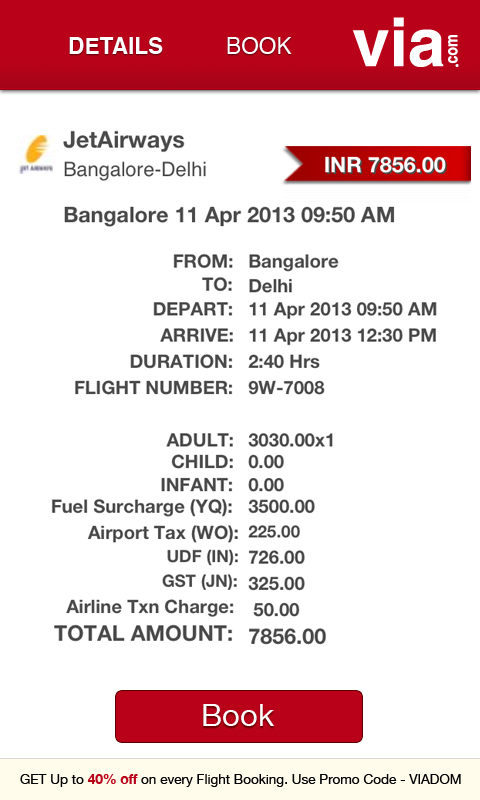 DETAILS BOOK via.com
JetAirways
JET AIRWAYS
Bangalore-Delhi
INR 7856.00
Bangalore 11 Apr 2013 09:50 AM
FROM: Bangalore
TO: Delhi
DEPART: 11 Apr 2013 09:50 AM
ARRIVE: 11 Apr 2013 12:30 PM
DURATION: 2:40 Hrs
FLIGHT NUMBER: 9W-7008
ADULT: 3030.00x1
CHILD: 0.00
INFANT: 0.00
Fuel Surcharge (YQ): 3500.00
Airport Tax (WO): 225.00
UDF (IN): 726.00
GST (JN): 325.00
Airline Txn Charge: 50.00
TOTAL AMOUNT: 7856.00
Book
GET Up to 40% off on every Flight Booking. Use Promo Code - VIADOM